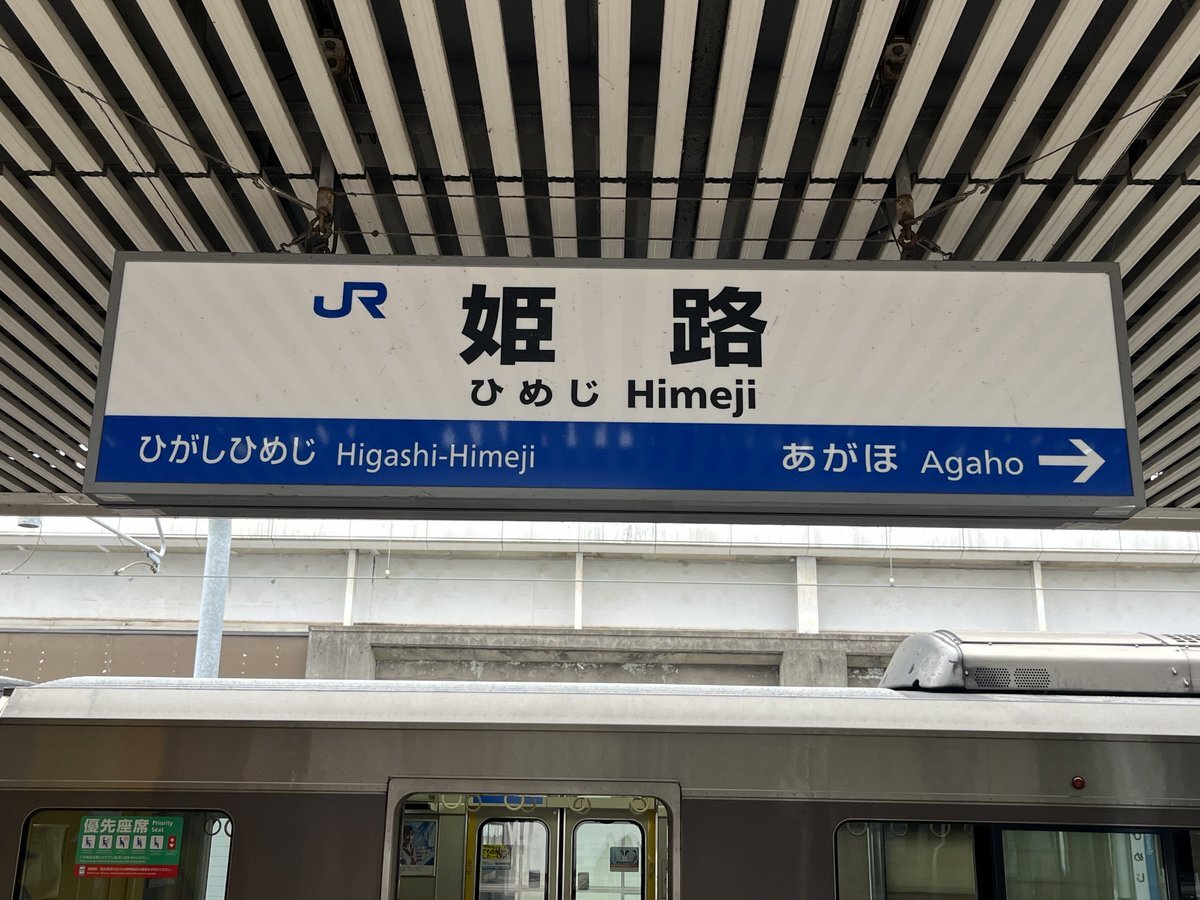 JR 姫路
ひめじ Himeji
ひがしひめじ Higashi-Himeji あがほ Agaho →
優先座席 Priority Seat